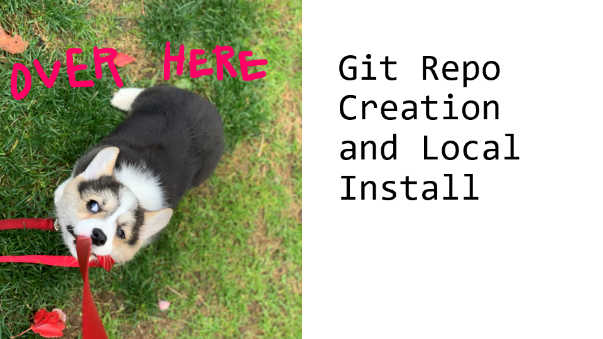 OVER HERE
Git Repo
Creation
and Local
Install